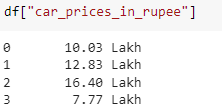 df["car_prices_in_rupee"]
0 10.03 Lakh
1 12.83 Lakh
2 16.40 Lakh
3 7.77 Lakh